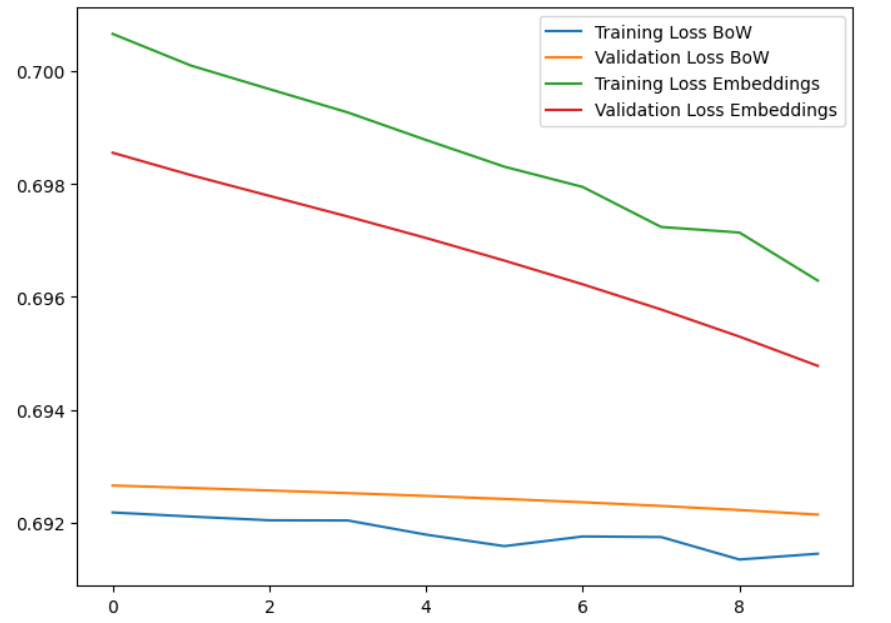 Training Loss BoW
Validation Loss BoW
Training Loss Embeddings
Validation Loss Embeddings
0.700
0.698
0.696
0.694
0.692
0 2 4 6 8